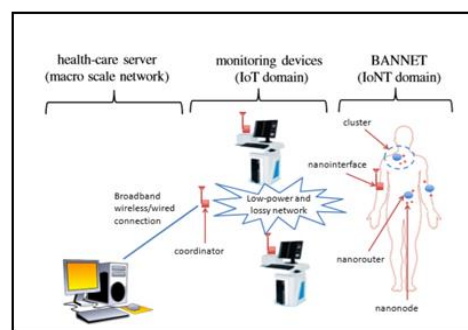 health-care server
(macro scale network)
monitoring devices
(IoT domain)
BANNET
(IoNT domain)
cluster
nanointerface
Broadband
wireless/wired
connection
Low-power and
lossy network
coordinator
nanorouter
nanonode